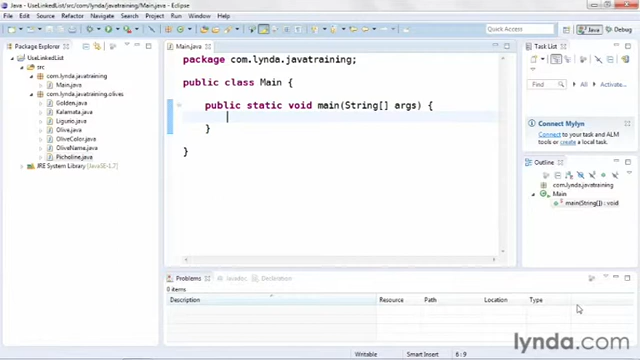 Java - UseLinkedList/src/com/lynda/javatraining/Main.java - Eclipse
File Edit Source Refactor Navigate Search Project Run Window Help
Quick Access
Java
Debug
Package Explorer
UseLinkedList
src
com.lynda.javatraining
Main.java
com.lynda.javatraining.olives
Golden.java
Kalamata.java
Ligurio.java
Olive.java
OliveColor.java
OliveName.java
Picholine.java
JRE System Library [JavaSE-1.7]
Main.java
package com.lynda.javatraining;
public class Main {
public static void main(String[] args) {
}
}
Task List
Find
All
Activate...
Connect Mylyn
Connect to your task and ALM
tools or create a local task.
Outline
com.lynda.javatraining
Main
main(String[]) : void
Problems Javadoc Declaration
0 items
Description Resource Path Location Type
Writable Smart Insert 6 : 9
lynda.com